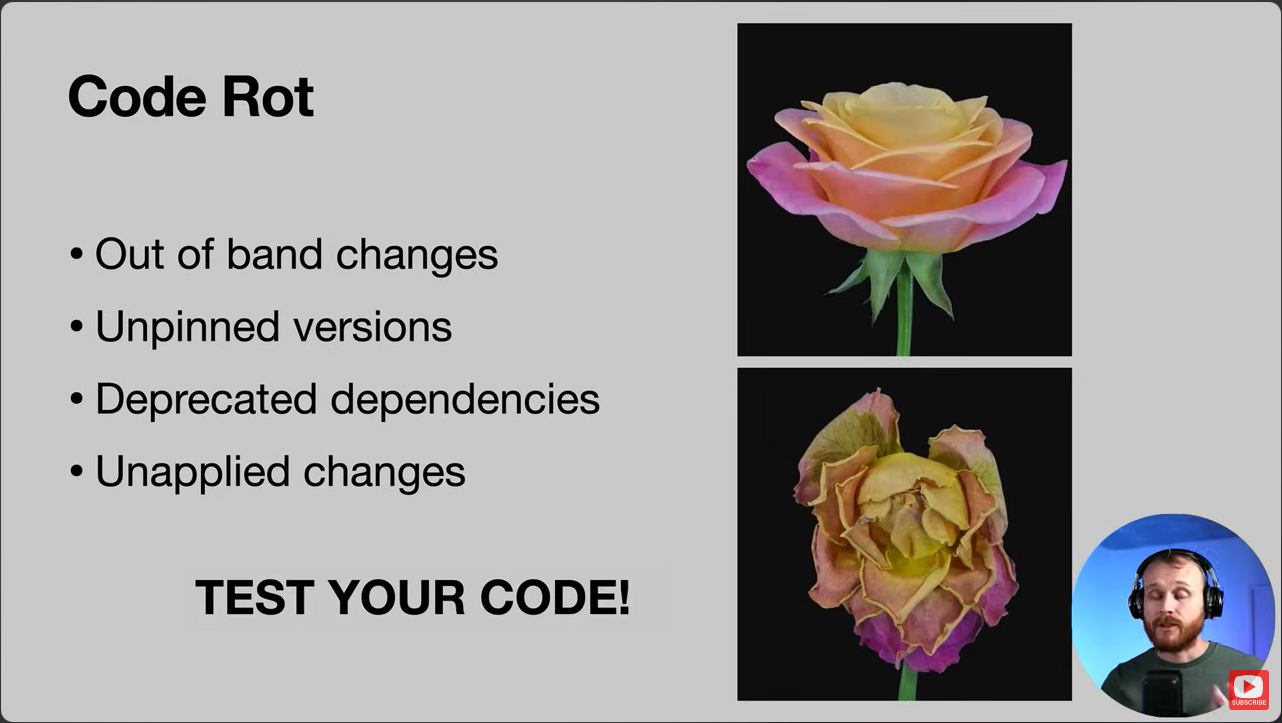 Code Rot
• Out of band changes
• Unpinned versions
• Deprecated dependencies
• Unapplied changes
TEST YOUR CODE!
SUBSCRIBE